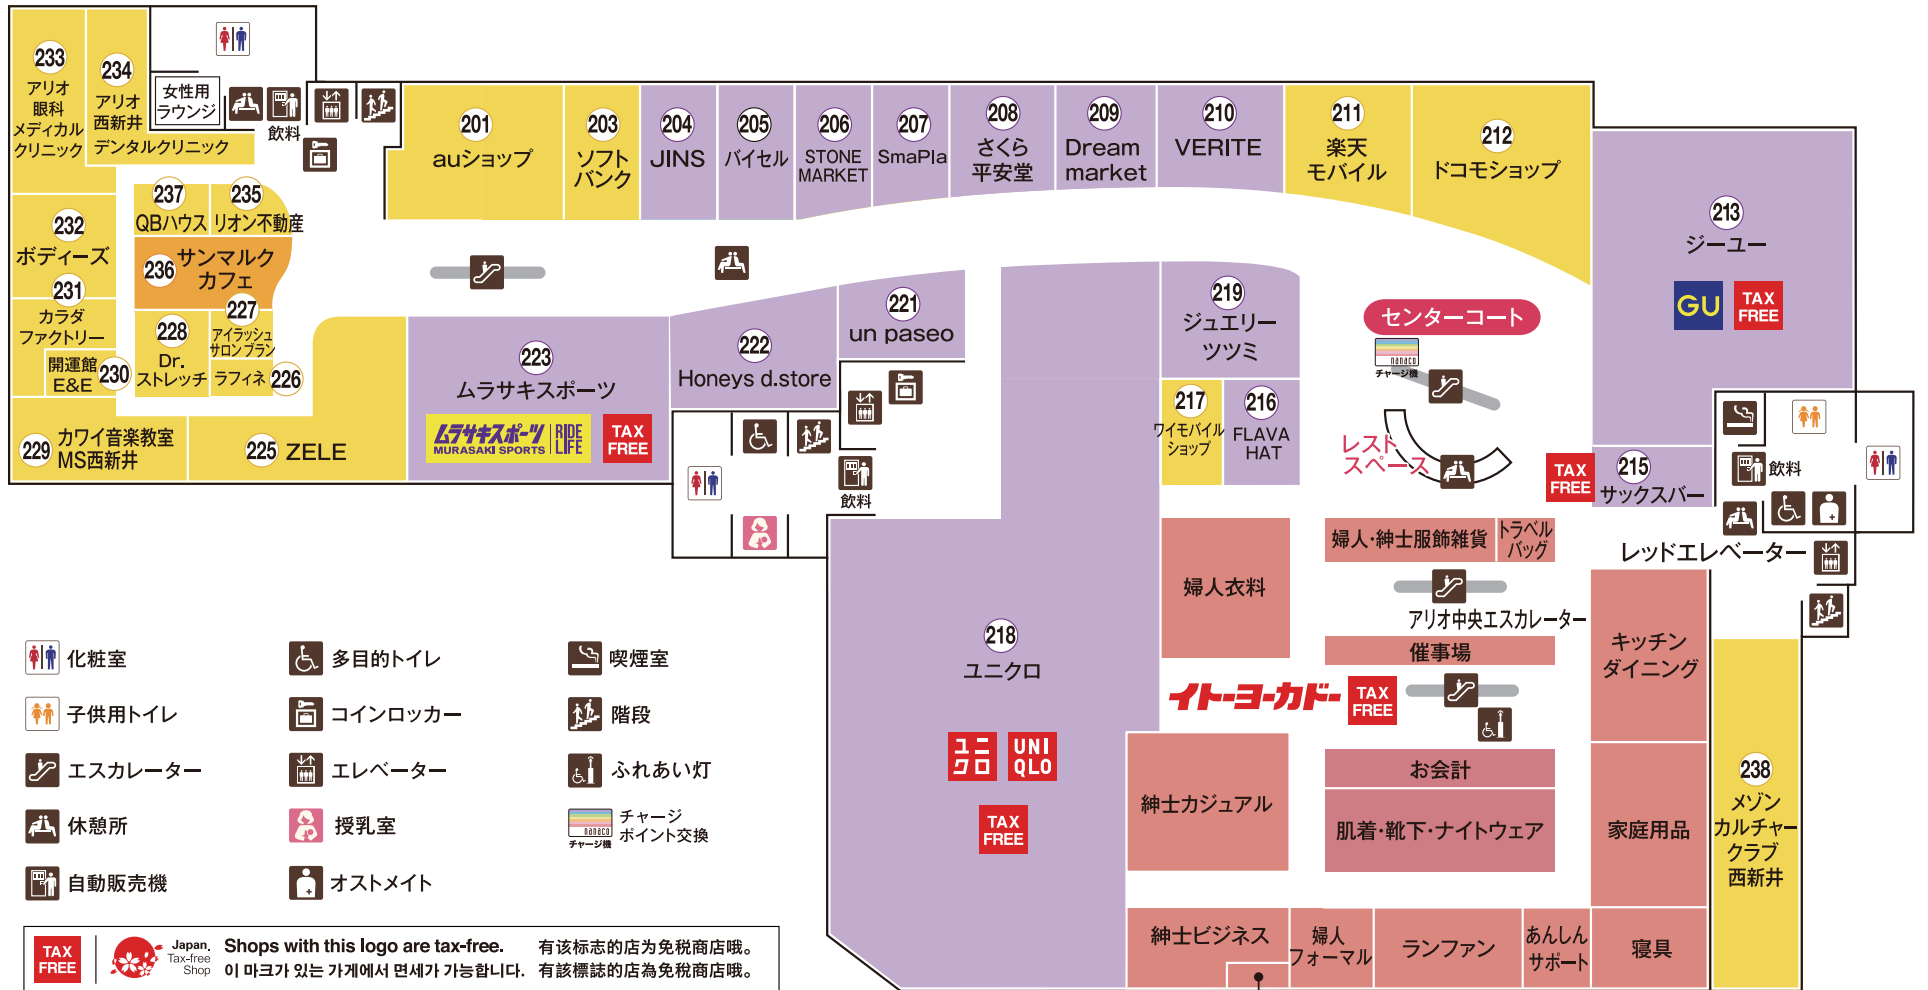 233
アリオ
眼科
メディカル
クリニック
234
アリオ
西新井
デンタルクリニック
女性用
ラウンジ
飲料
201
auショップ
203
ソフト
バンク
204
JINS
205
バイセル
206
STONE
MARKET
207
SmaPla
208
さくら
平安堂
209
Dream
market
210
VERITE
211
楽天
モバイル
212
ドコモショップ
213
ジーユー
GU
TAX
FREE
237
QBハウス
235
リオン不動産
232
ボディーズ
236
サンマルク
カフェ
231
カラダ
ファクトリー
227
アイラッシュ
サロン ブラン
228
Dr.
ストレッチ
開運館
E&E
230
ラフィネ
226
229
カワイ音楽教室
MS西新井
225
ZELE
223
ムラサキスポーツ
ムラサキスポーツ
MURASAKI SPORTS
RIDE
LIFE
TAX
FREE
222
Honeys d.store
221
un paseo
飲料
219
ジュエリー
ツツミ
217
ワイモバイル
ショップ
216
FLAVA
HAT
センターコート
nanaco
チャージ機
レスト
スペース
TAX
FREE
215
サックスバー
飲料
レッドエレベーター
218
ユニクロ
ユニ
クロ
UNI
QLO
TAX
FREE
婦人衣料
婦人・紳士服飾雑貨
トラベル
バッグ
アリオ中央エスカレーター
催事場
イトーヨーカドー
TAX
FREE
キッチン
ダイニング
お会計
肌着・靴下・ナイトウェア
紳士カジュアル
家庭用品
238
メゾン
カルチャー
クラブ
西新井
紳士ビジネス
婦人
フォーマル
ランファン
あんしん
サポート
寝具
化粧室
多目的トイレ
喫煙室
子供用トイレ
コインロッカー
階段
エスカレーター
エレベーター
ふれあい灯
休憩所
授乳室
nanaco
チャージ機
チャージ
ポイント交換
自動販売機
オストメイト
TAX
FREE
Japan.
Tax-free
Shop
Shops with this logo are tax-free.
有该标志的店为免税商店哦。
이 마크가 있는 가게에서 면세가 가능합니다.
有該標誌的店為免稅商店哦。